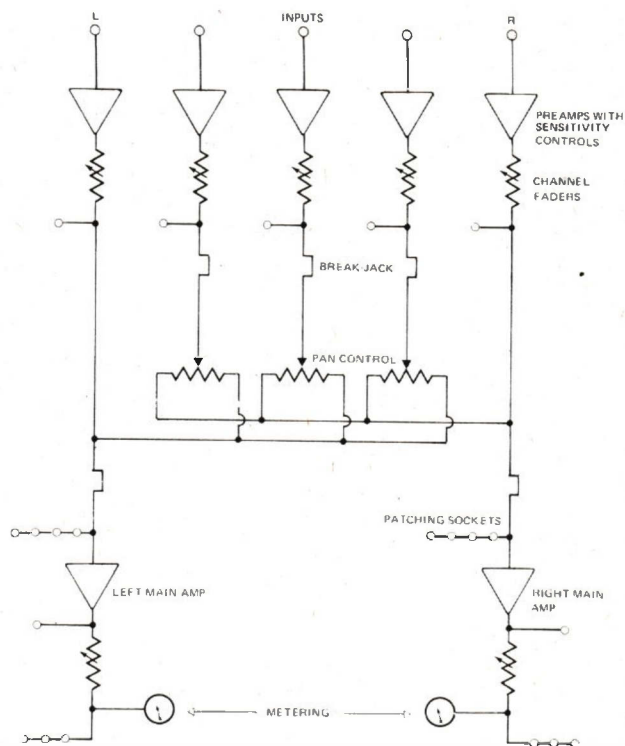 L
INPUTS
R
PREAMPS WITH
SENSITIVITY
CONTROLS
CHANNEL
FADERS
BREAK-JACK
PAN CONTROL
PATCHING SOCKETS
LEFT MAIN AMP
RIGHT MAIN
AMP
METERING